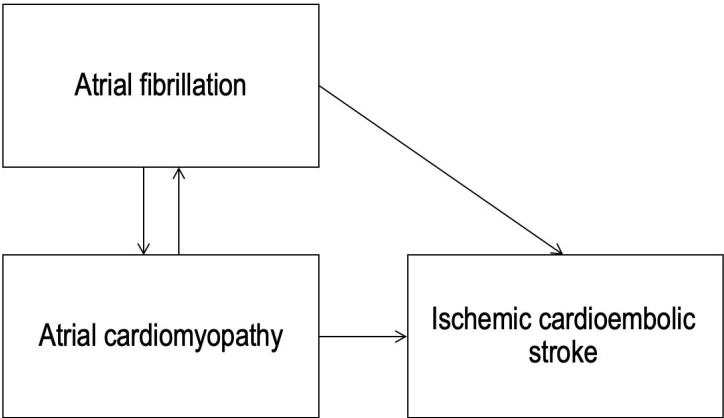 Atrial fibrillation
Atrial cardiomyopathy
Ischemic cardioembolic
stroke